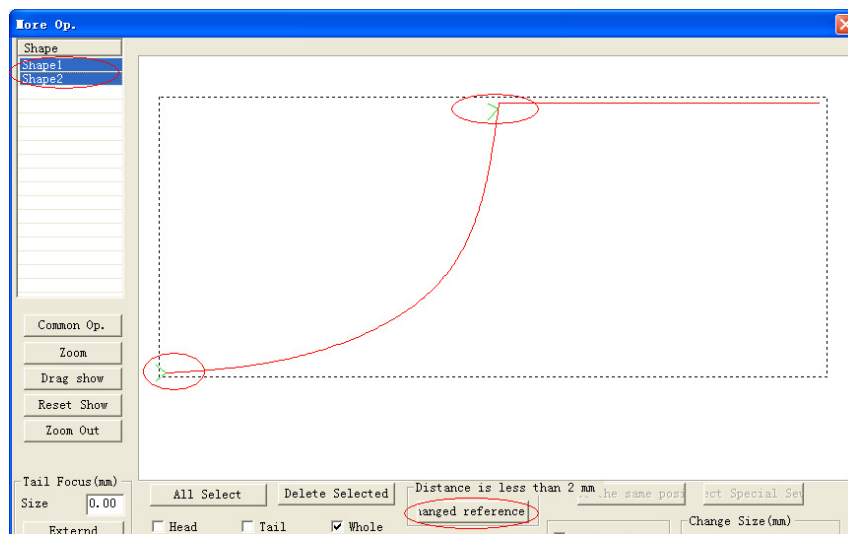 More Op.
Shape
Shape1
Shape2
Common Op.
Zoom
Drag show
Reset Show
Zoom Out
Tail Focus(mm)
Size 0.00
Externd
All Select
Delete Selected
Distance is less than 2 mm
hanged reference
the same posi
ect Special Sev
Head
Tail
Whole
Change Size(mm)